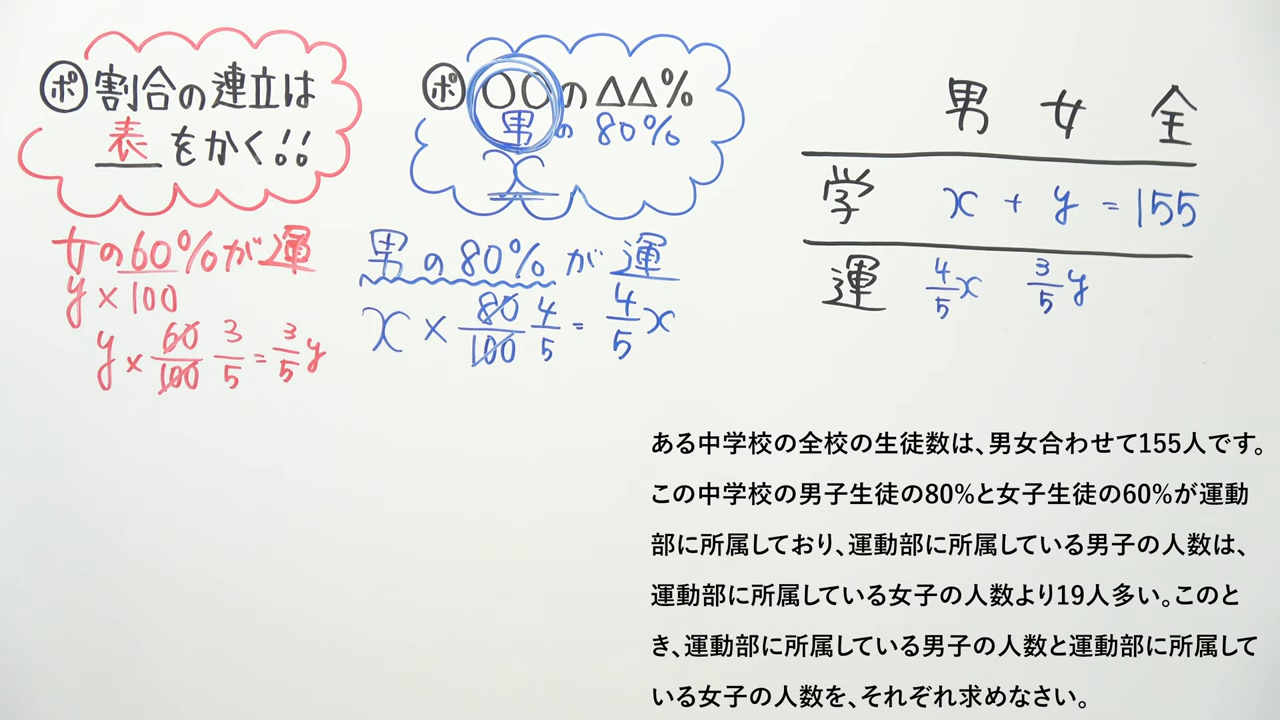 ポ 割合の連立は
表をかく!!
ポ ○○の△△%
男の80%
x
女の60%が運
y×100
y×60/100 3/5=3/5y
男の80%が運
x×80/100 4/5=4/5x
男 女 全
学 x+y=155
運 4/5x 3/5y
ある中学校の全校の生徒数は、男女合わせて155人です。
この中学校の男子生徒の80%と女子生徒の60%が運動
部に所属しており、運動部に所属している男子の人数は、
運動部に所属している女子の人数より19人多い。このと
き、運動部に所属している男子の人数と運動部に所属して
いる女子の人数を、それぞれ求めなさい。